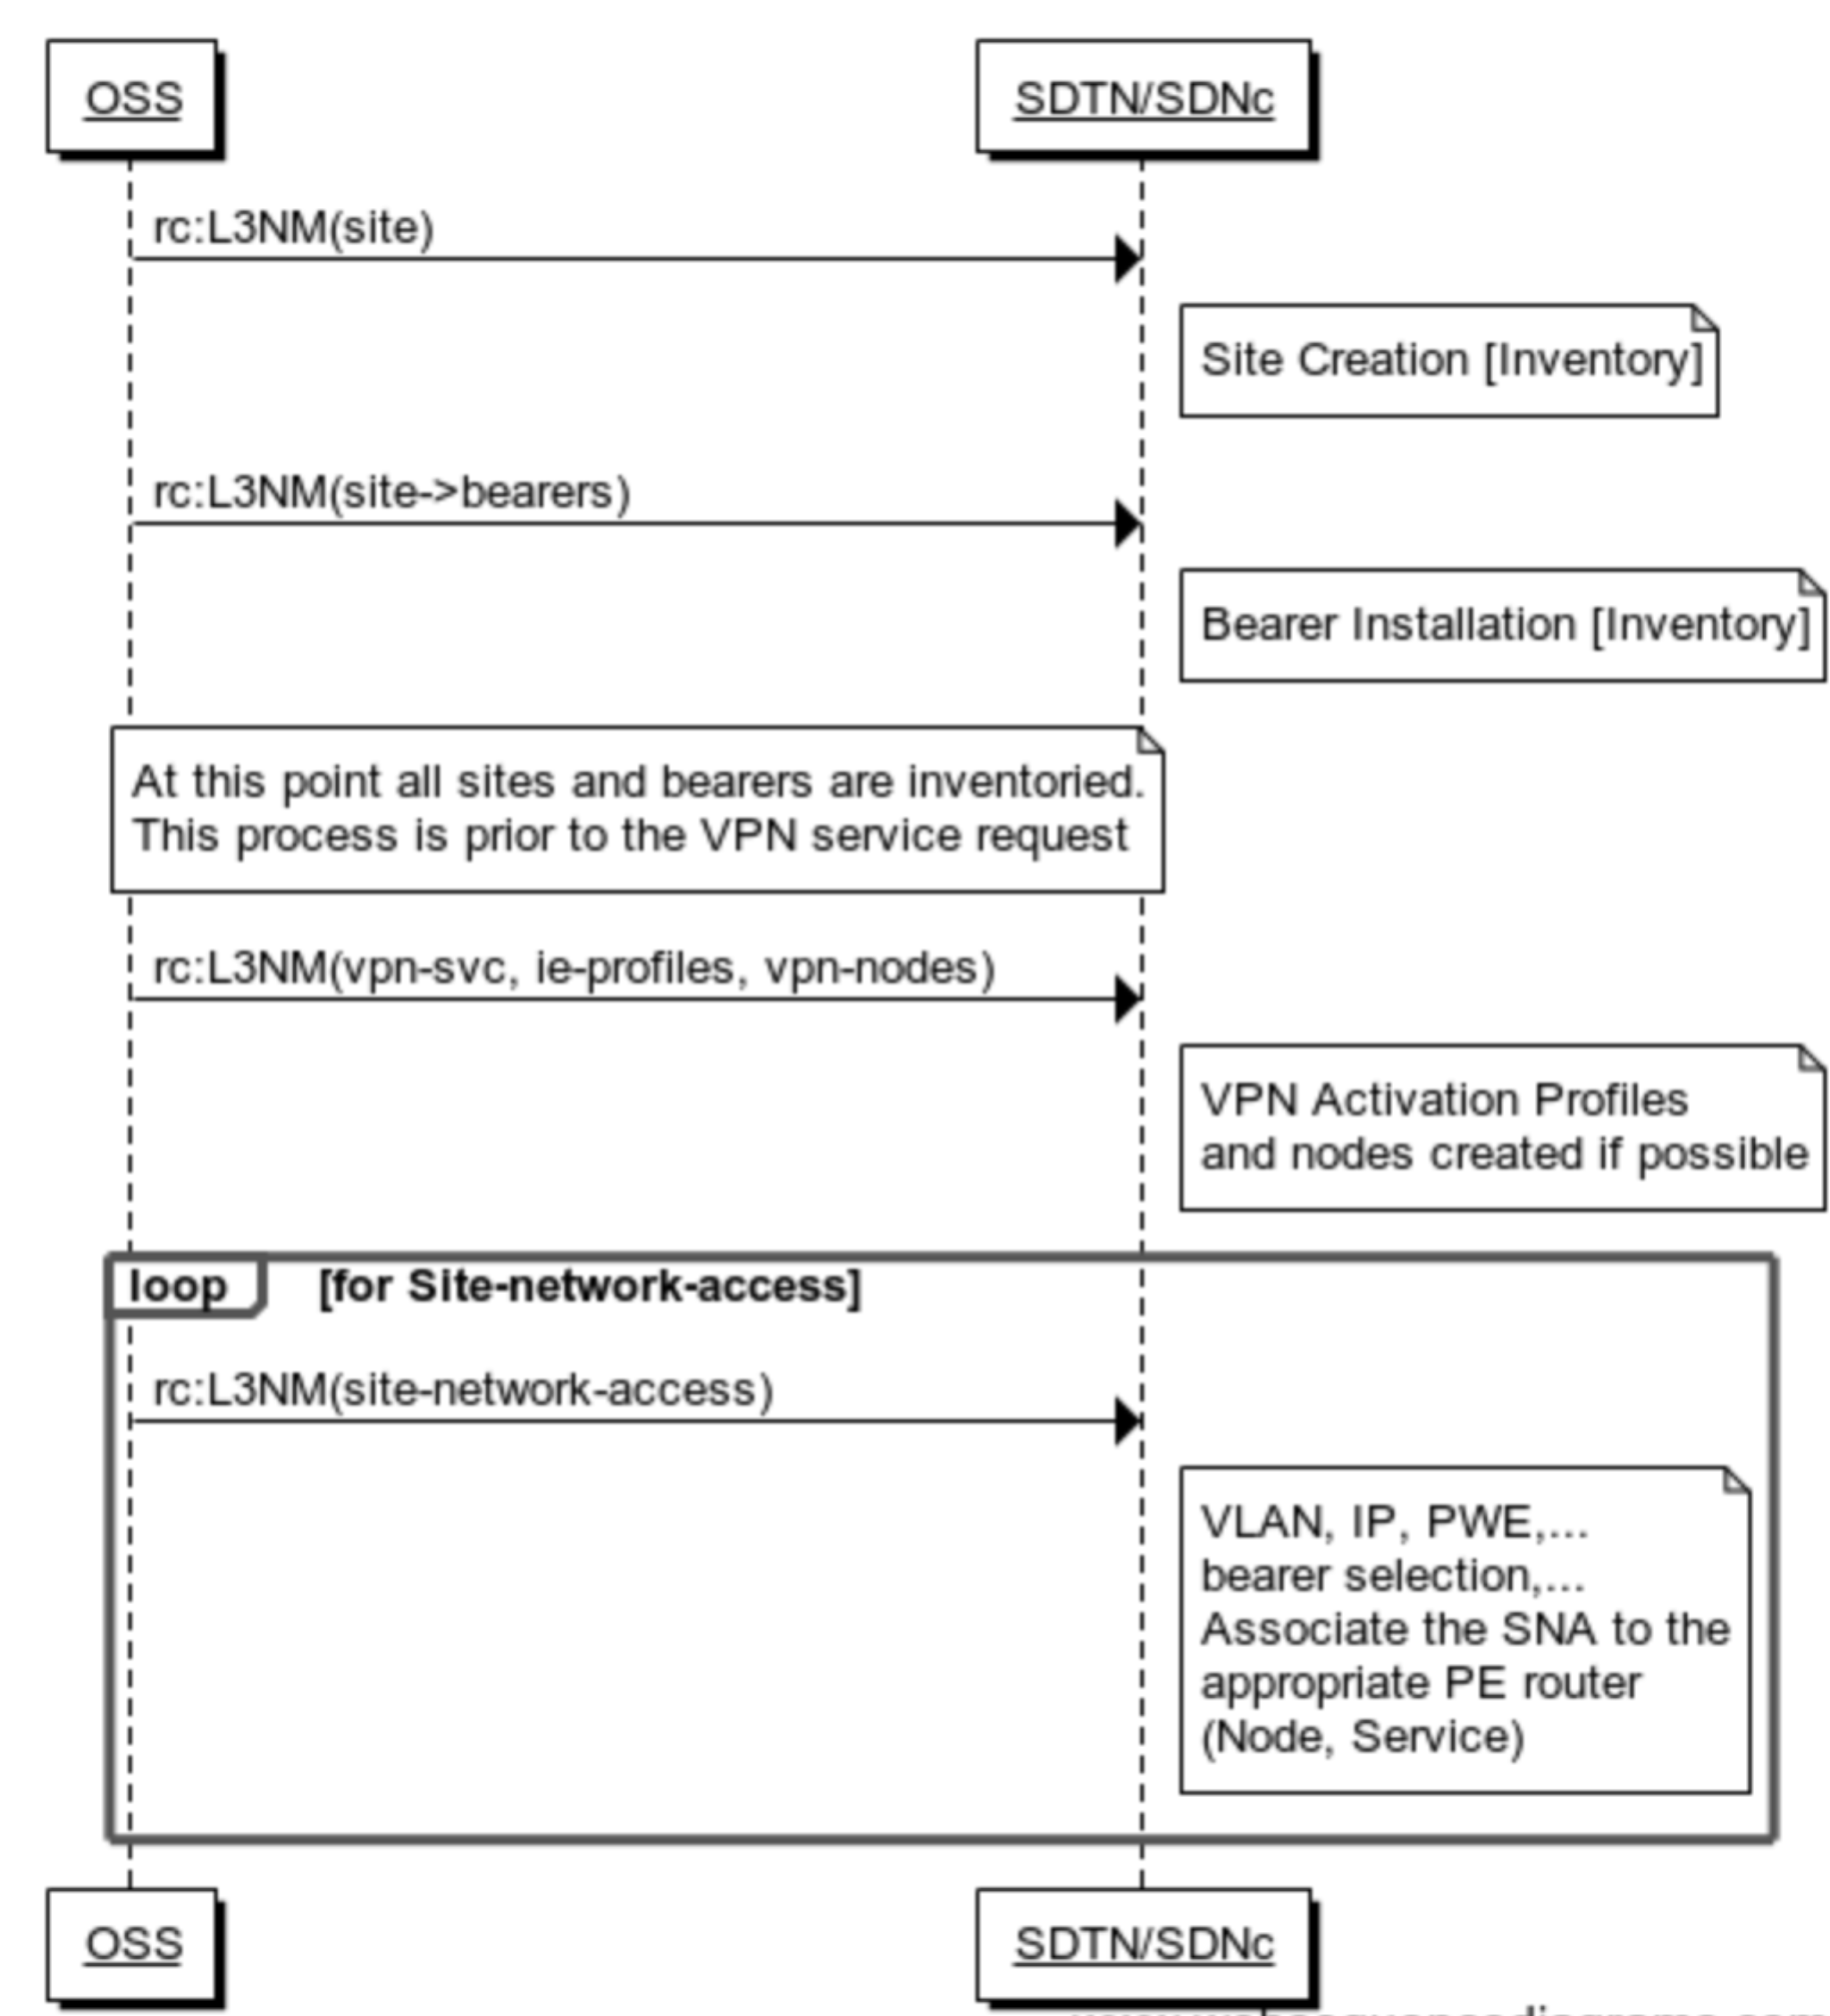 OSS
SDTN/SDNc
rc:L3NM(site)
Site Creation [Inventory]
rc:L3NM(site->bearers)
Bearer Installation [Inventory]
At this point all sites and bearers are inventoried.
This process is prior to the VPN service request
rc:L3NM(vpn-svc, ie-profiles, vpn-nodes)
VPN Activation Profiles
and nodes created if possible
loop
[for Site-network-access]
rc:L3NM(site-network-access)
VLAN, IP, PWE,...
bearer selection,...
Associate the SNA to the
appropriate PE router
(Node, Service)
OSS
SDTN/SDNc